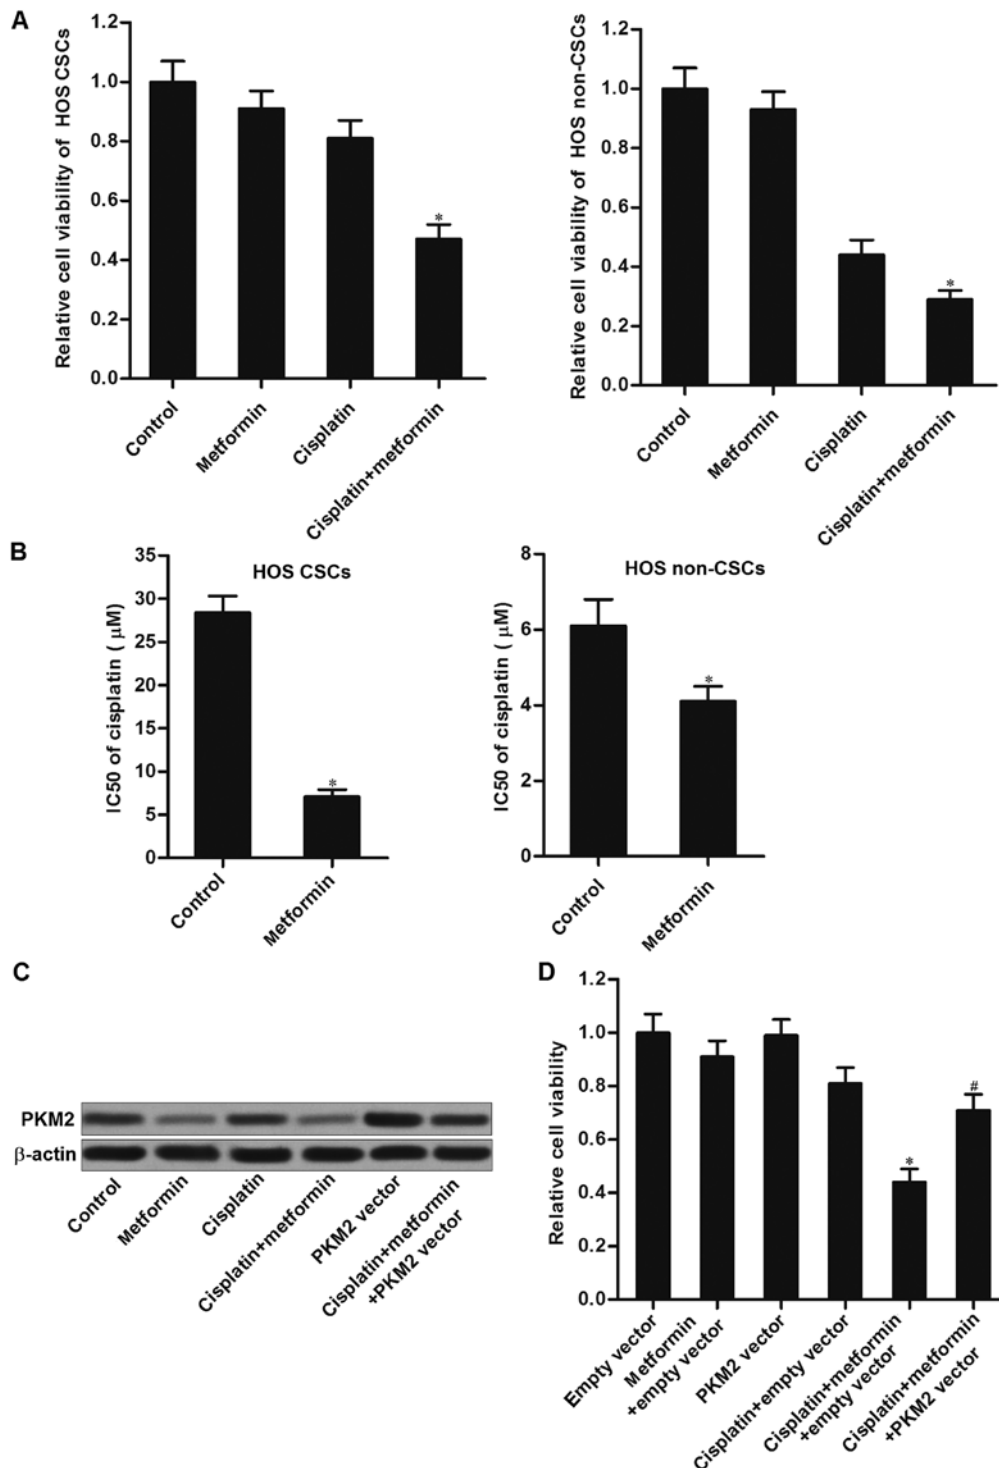 A
Relative cell viability of HOS CSCs
1.2
1.0
0.8
0.6
0.4
0.2
0.0
Control
Metformin
Cisplatin
Cisplatin+metformin
*
Relative cell viability of HOS non-CSCs
1.2
1.0
0.8
0.6
0.4
0.2
0.0
Control
Metformin
Cisplatin
Cisplatin+metformin
*
B
HOS CSCs
IC50 of cisplatin ( μM)
35
30
25
20
15
10
5
0
Control
Metformin
*
HOS non-CSCs
IC50 of cisplatin ( μM)
8
6
4
2
0
Control
Metformin
*
C
PKM2
β-actin
Control
Metformin
Cisplatin
Cisplatin+metformin
PKM2 vector
Cisplatin+metformin
+PKM2 vector
D
Relative cell viability
1.2
1.0
0.8
0.6
0.4
0.2
0.0
*
#
Empty vector
Metformin
+empty vector
PKM2 vector
Cisplatin+empty vector
Cisplatin+metformin
+empty vector
Cisplatin+metformin
+PKM2 vector